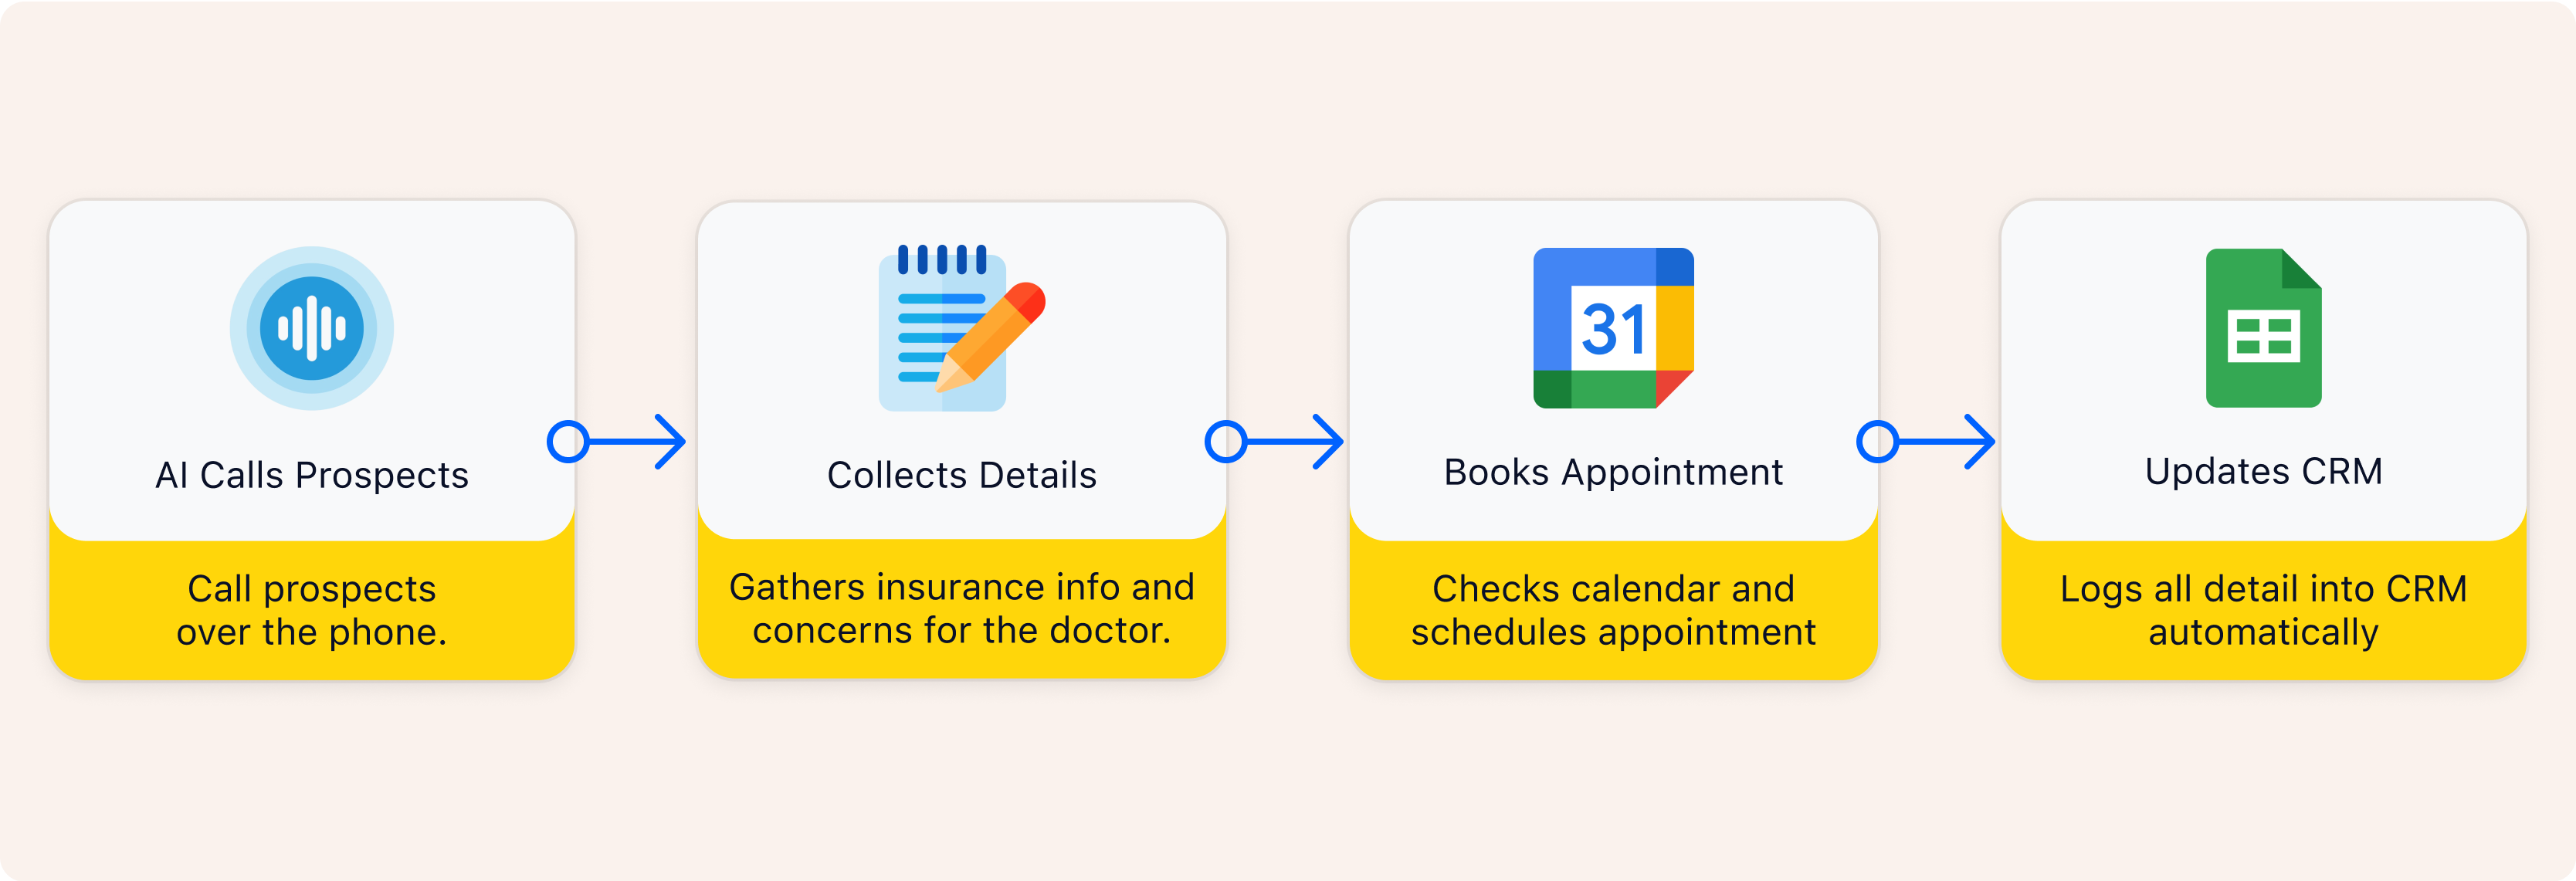 AI Calls Prospects
Call prospects
over the phone.
Collects Details
Gathers insurance info and
concerns for the doctor.
31
Books Appointment
Checks calendar and
schedules appointment
Updates CRM
Logs all detail into CRM
automatically